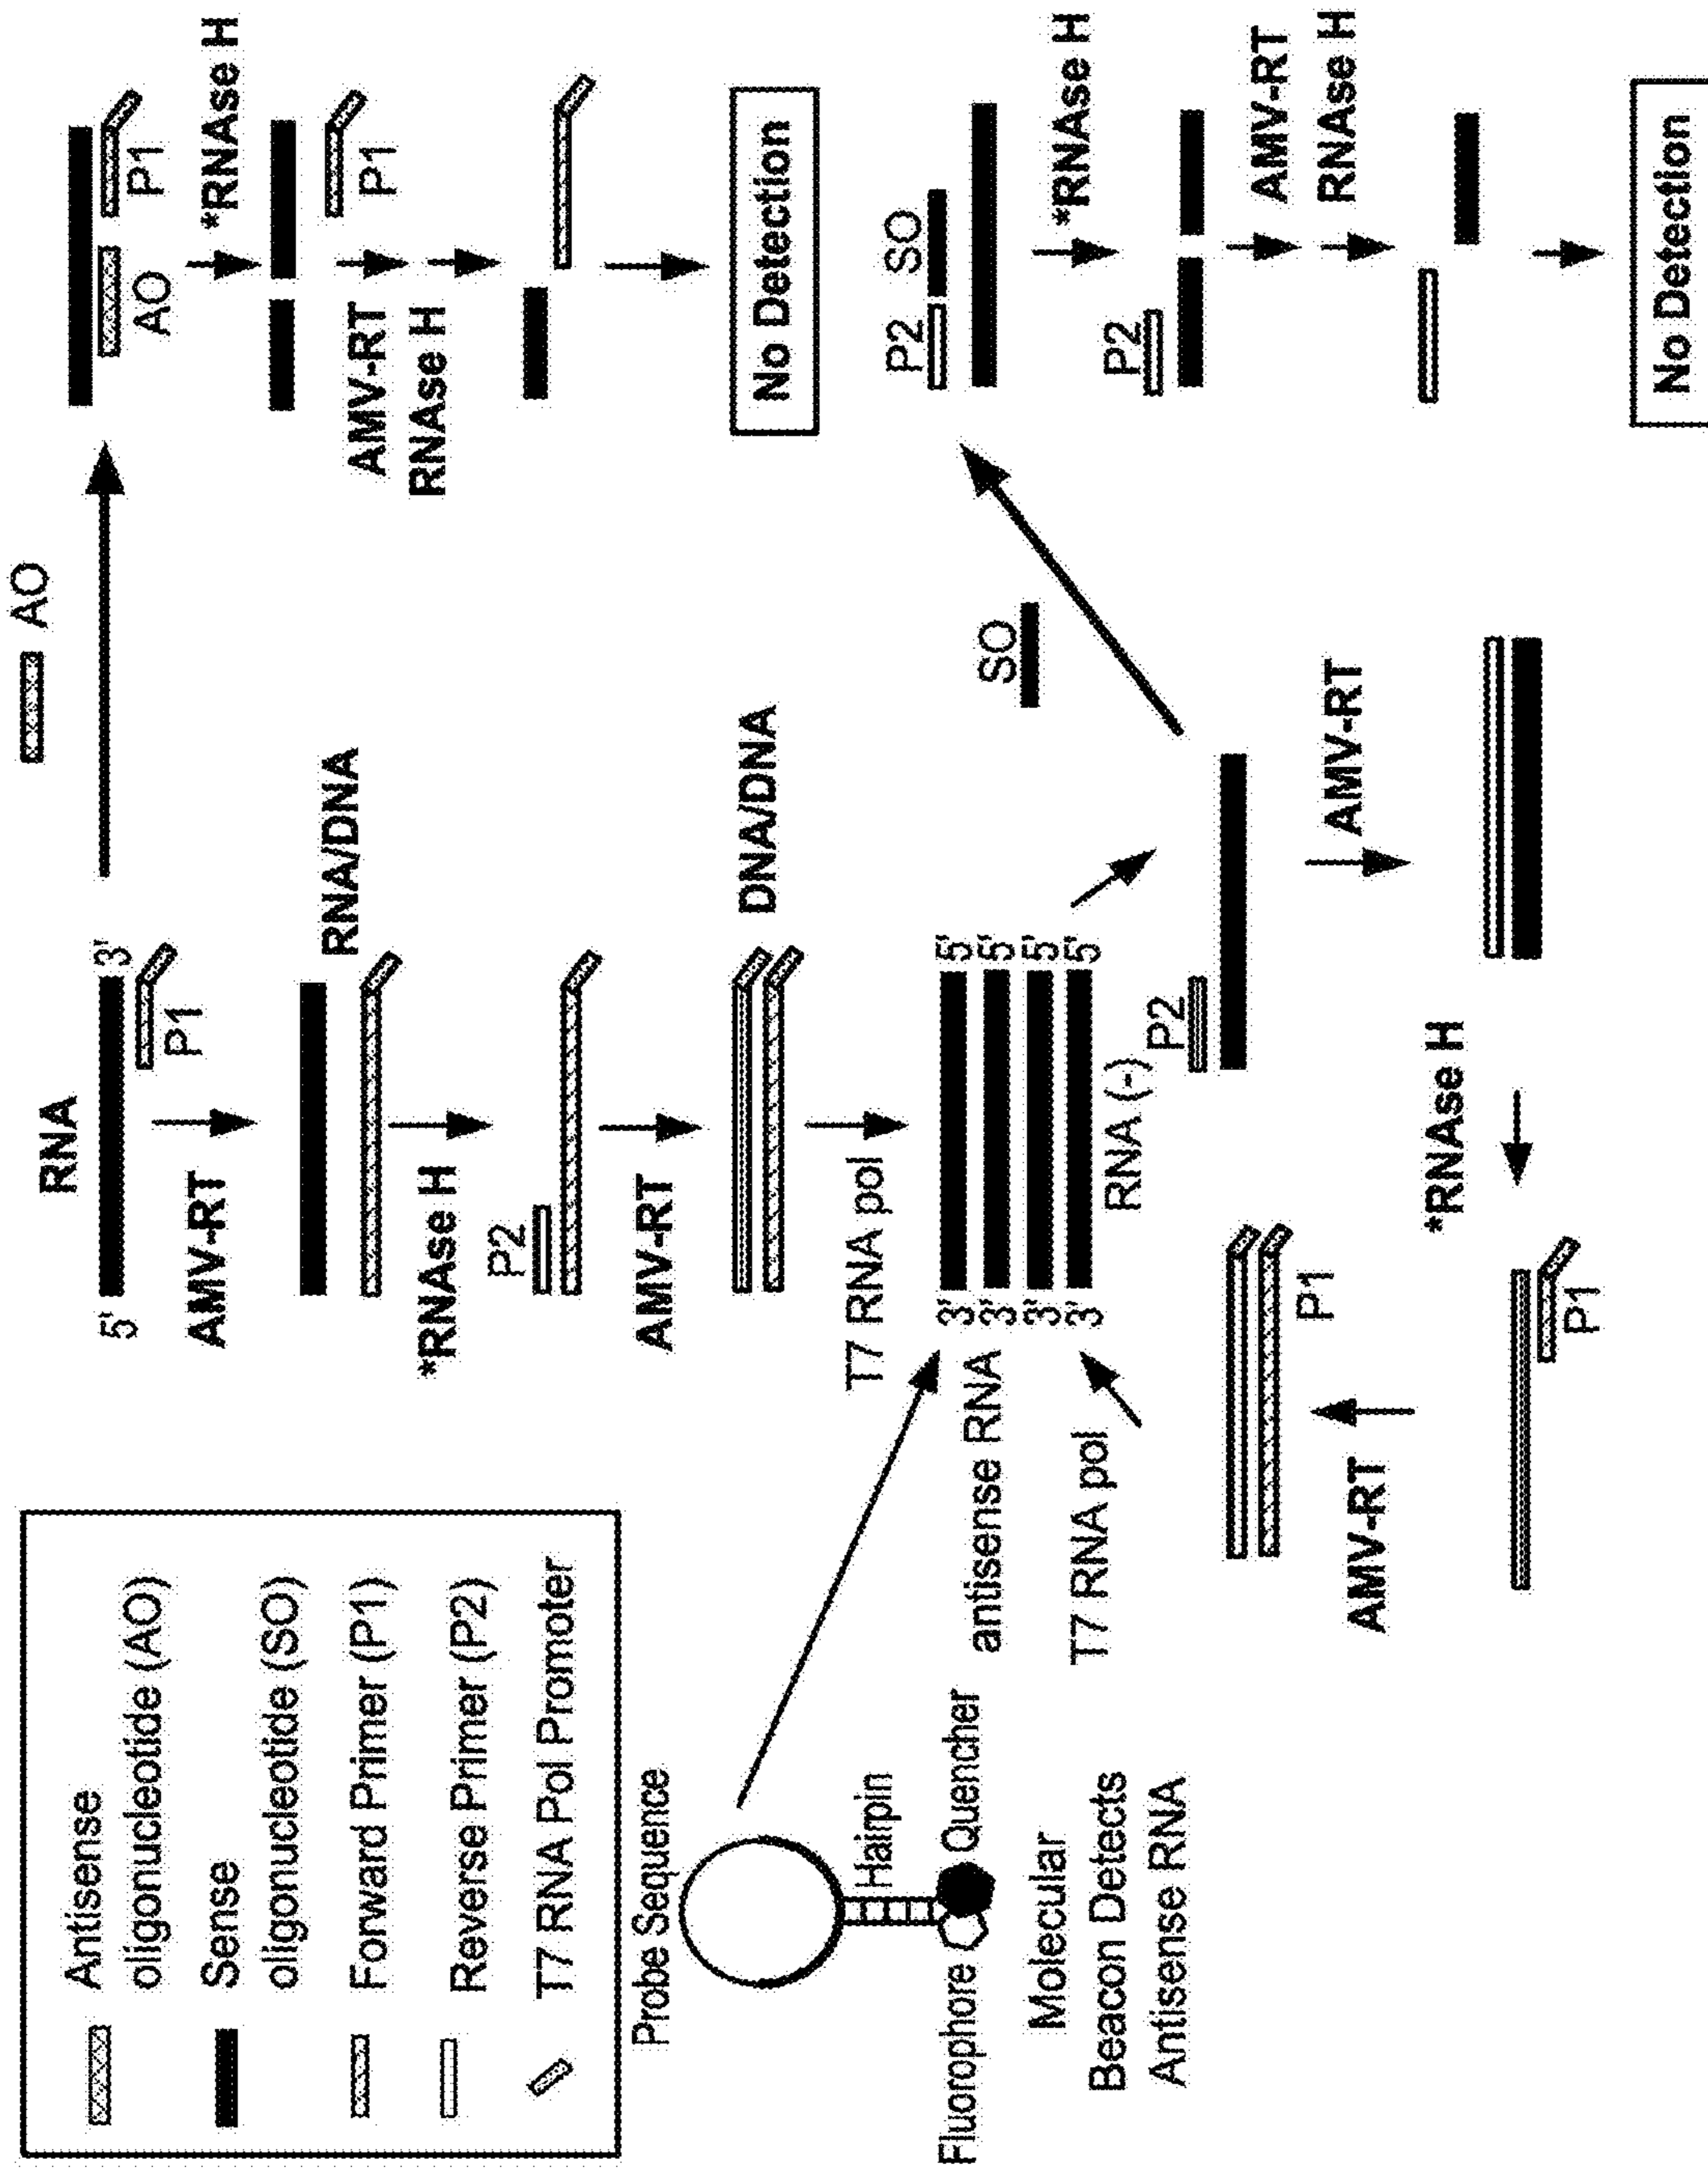 Antisense
oligonucleotide (AO)
Sense
oligonucleotide (SO)
Forward Primer (P1)
Reverse Primer (P2)
T7 RNA Pol Promoter
Probe Sequence
Hairpin
Fluorophore
Quencher
Molecular
Beacon Detects
Antisense RNA
RNA
5'
3'
P1
AMV-RT
RNA/DNA
*RNAse H
P2
AMV-RT
DNA/DNA
T7 RNA pol
antisense RNA
3'
5'
3'
5'
3'
5'
3'
5'
RNA (-)
T7 RNA pol
P2
AMV-RT
*RNAse H
P1
AMV-RT
P1
AO
AO
P1
*RNAse H
P1
AMV-RT
RNAse H
No Detection
SO
P2
SO
*RNAse H
P2
AMV-RT
RNAse H
No Detection